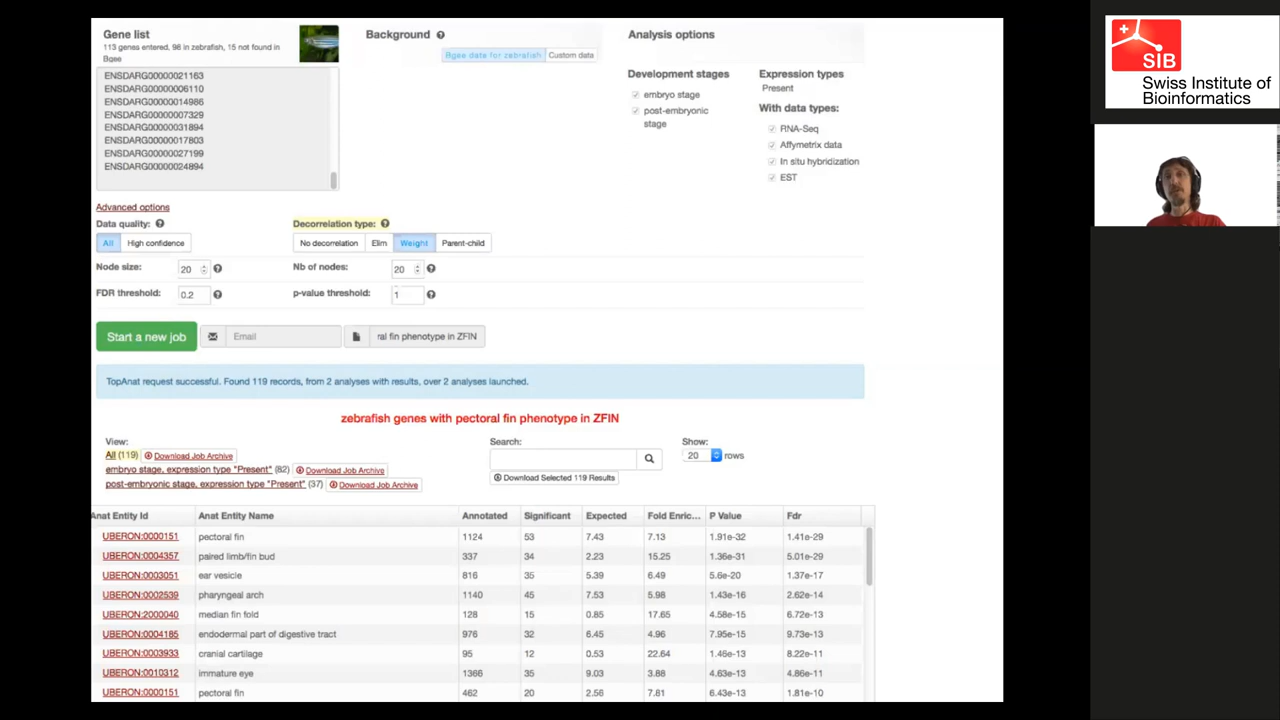 Gene list
113 genes entered, 98 in zebrafish, 15 not found in
Bgee
ENSDARG00000021163
ENSDARG00000006110
ENSDARG00000014986
ENSDARG00000007329
ENSDARG00000031894
ENSDARG00000017803
ENSDARG00000027199
ENSDARG00000024894
Background
Bgee data for zebrafish Custom data
Analysis options
Development stages
embryo stage
post-embryonic
stage
Expression types
Present
With data types:
RNA-Seq
Affymetrix data
In situ hybridization
EST
Advanced options
Data quality: ?
All High confidence
Decorrelation type: ?
No decorrelation Elim Weight Parent-child
Node size: 20 ? Nb of nodes: 20 ?
FDR threshold: 0.2 ? p-value threshold: 1 ?
Start a new job Email ral fin phenotype in ZFIN
TopAnat request successful. Found 119 records, from 2 analyses with results, over 2 analyses launched.
zebrafish genes with pectoral fin phenotype in ZFIN
View:
All (119) Download Job Archive
embryo stage, expression type "Present" (82) Download Job Archive
post-embryonic stage, expression type "Present" (37) Download Job Archive
Search:
Download Selected 119 Results
Show:
20 rows
Anat Entity Id Anat Entity Name Annotated Significant Expected Fold Enric... P Value Fdr
UBERON:0000151 pectoral fin 1124 53 7.43 7.13 1.91e-32 1.41e-29
UBERON:0004357 paired limb/fin bud 337 34 2.23 15.25 1.36e-31 5.01e-29
UBERON:0003051 ear vesicle 816 35 5.39 6.49 5.6e-20 1.37e-17
UBERON:0002539 pharyngeal arch 1140 45 7.53 5.98 1.43e-16 2.62e-14
UBERON:2000040 median fin fold 128 15 0.85 17.65 4.58e-15 6.72e-13
UBERON:0004185 endodermal part of digestive tract 976 32 6.45 4.96 7.95e-15 9.73e-13
UBERON:0003933 cranial cartilage 95 12 0.53 22.64 1.46e-13 8.22e-11
UBERON:0010312 immature eye 1366 35 9.03 3.88 4.63e-13 4.86e-11
UBERON:0000151 pectoral fin 462 20 2.56 7.81 6.43e-13 1.81e-10
SIB
Swiss Institute of
Bioinformatics